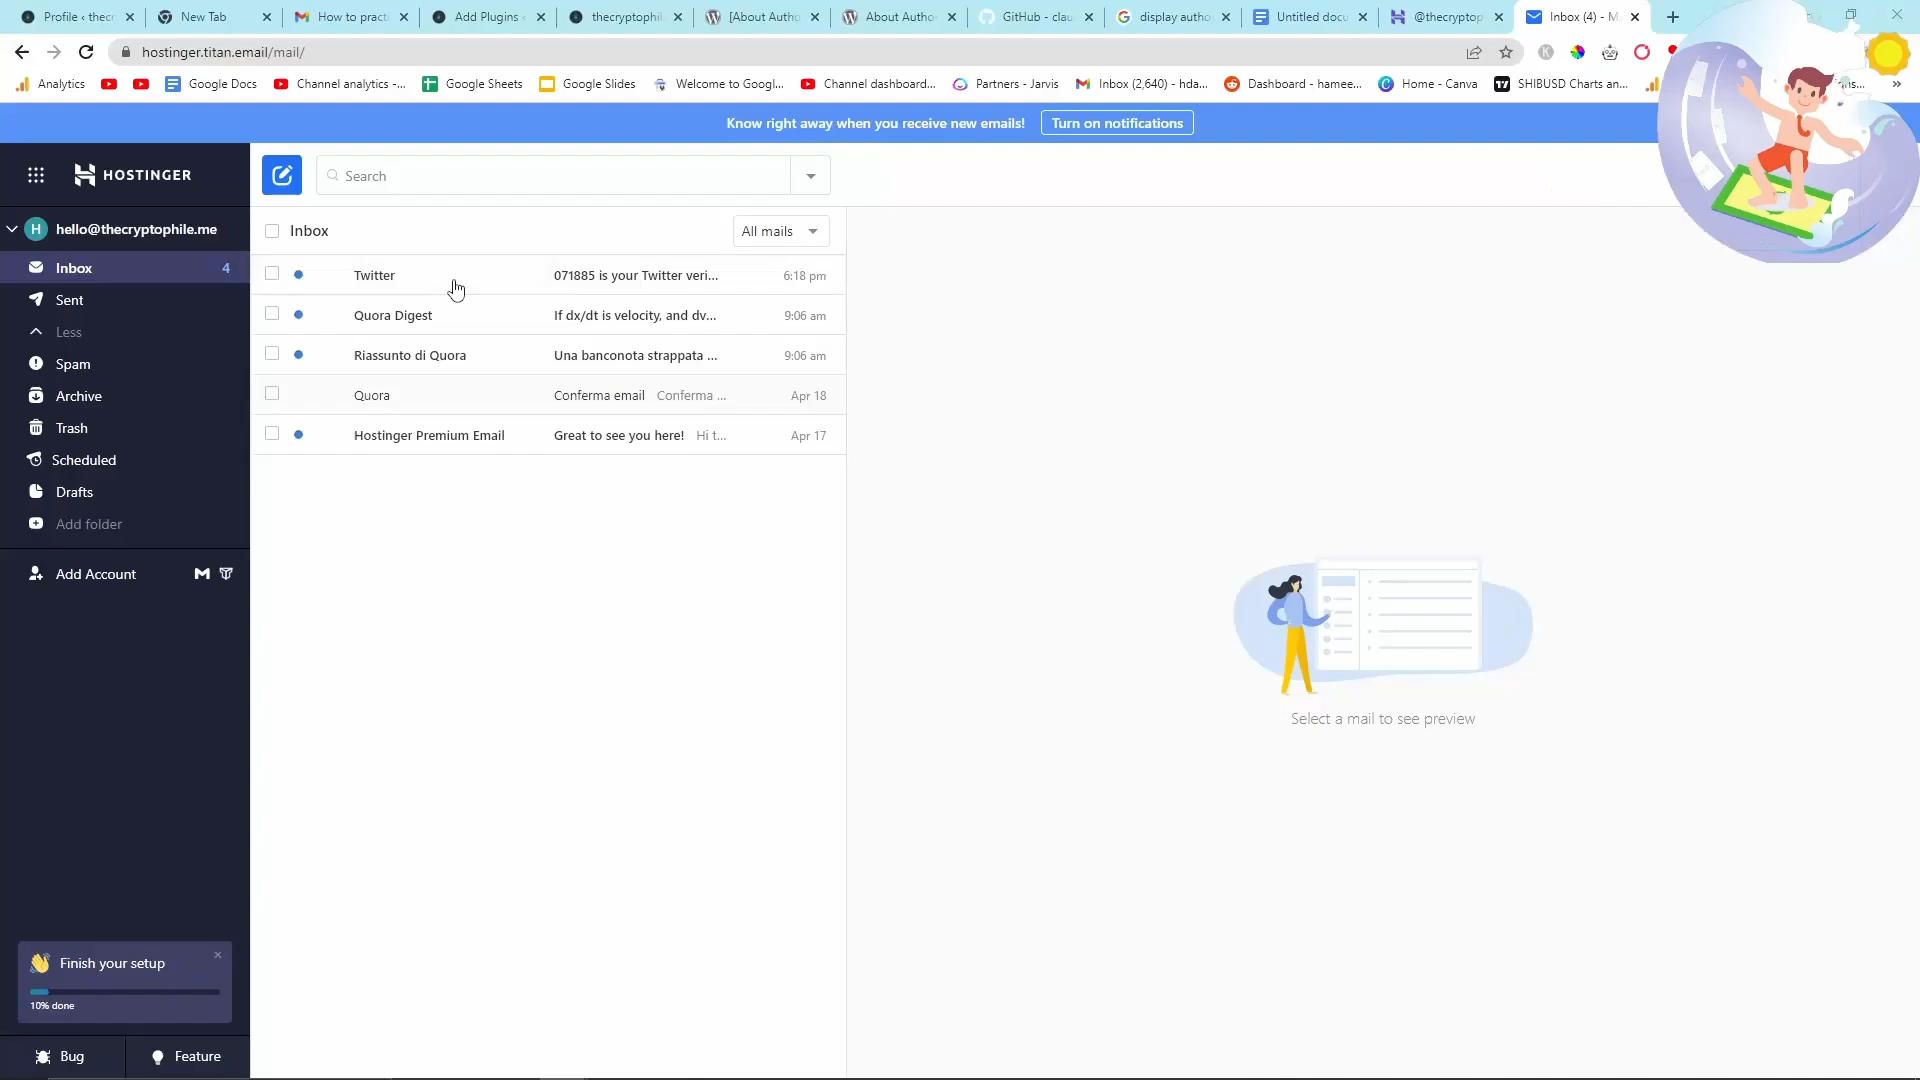 Profile ‹ thecr
New Tab
How to practi
Add Plugins ‹
thecryptophil
[About Autho
About Autho
GitHub - clau
display autho
Untitled docu
@thecryptop
Inbox (4) - M
hostinger.titan.email/mail/
Analytics
Google Docs
Channel analytics -...
Google Sheets
Google Slides
Welcome to Googl...
Channel dashboard...
Partners - Jarvis
Inbox (2,640) - hda...
Dashboard - hamee...
Home - Canva
SHIBUSD Charts an...
Know right away when you receive new emails!
Turn on notifications
HOSTINGER
Search
H
hello@thecryptophile.me
Inbox 4
Sent
Less
Spam
Archive
Trash
Scheduled
Drafts
Add folder
Add Account
Inbox
All mails
Twitter 071885 is your Twitter veri... 6:18 pm
Quora Digest If dx/dt is velocity, and dv... 9:06 am
Riassunto di Quora Una banconota strappata ... 9:06 am
Quora Conferma email Conferma ... Apr 18
Hostinger Premium Email Great to see you here! Hi t... Apr 17
Select a mail to see preview
Finish your setup
10% done
Bug
Feature